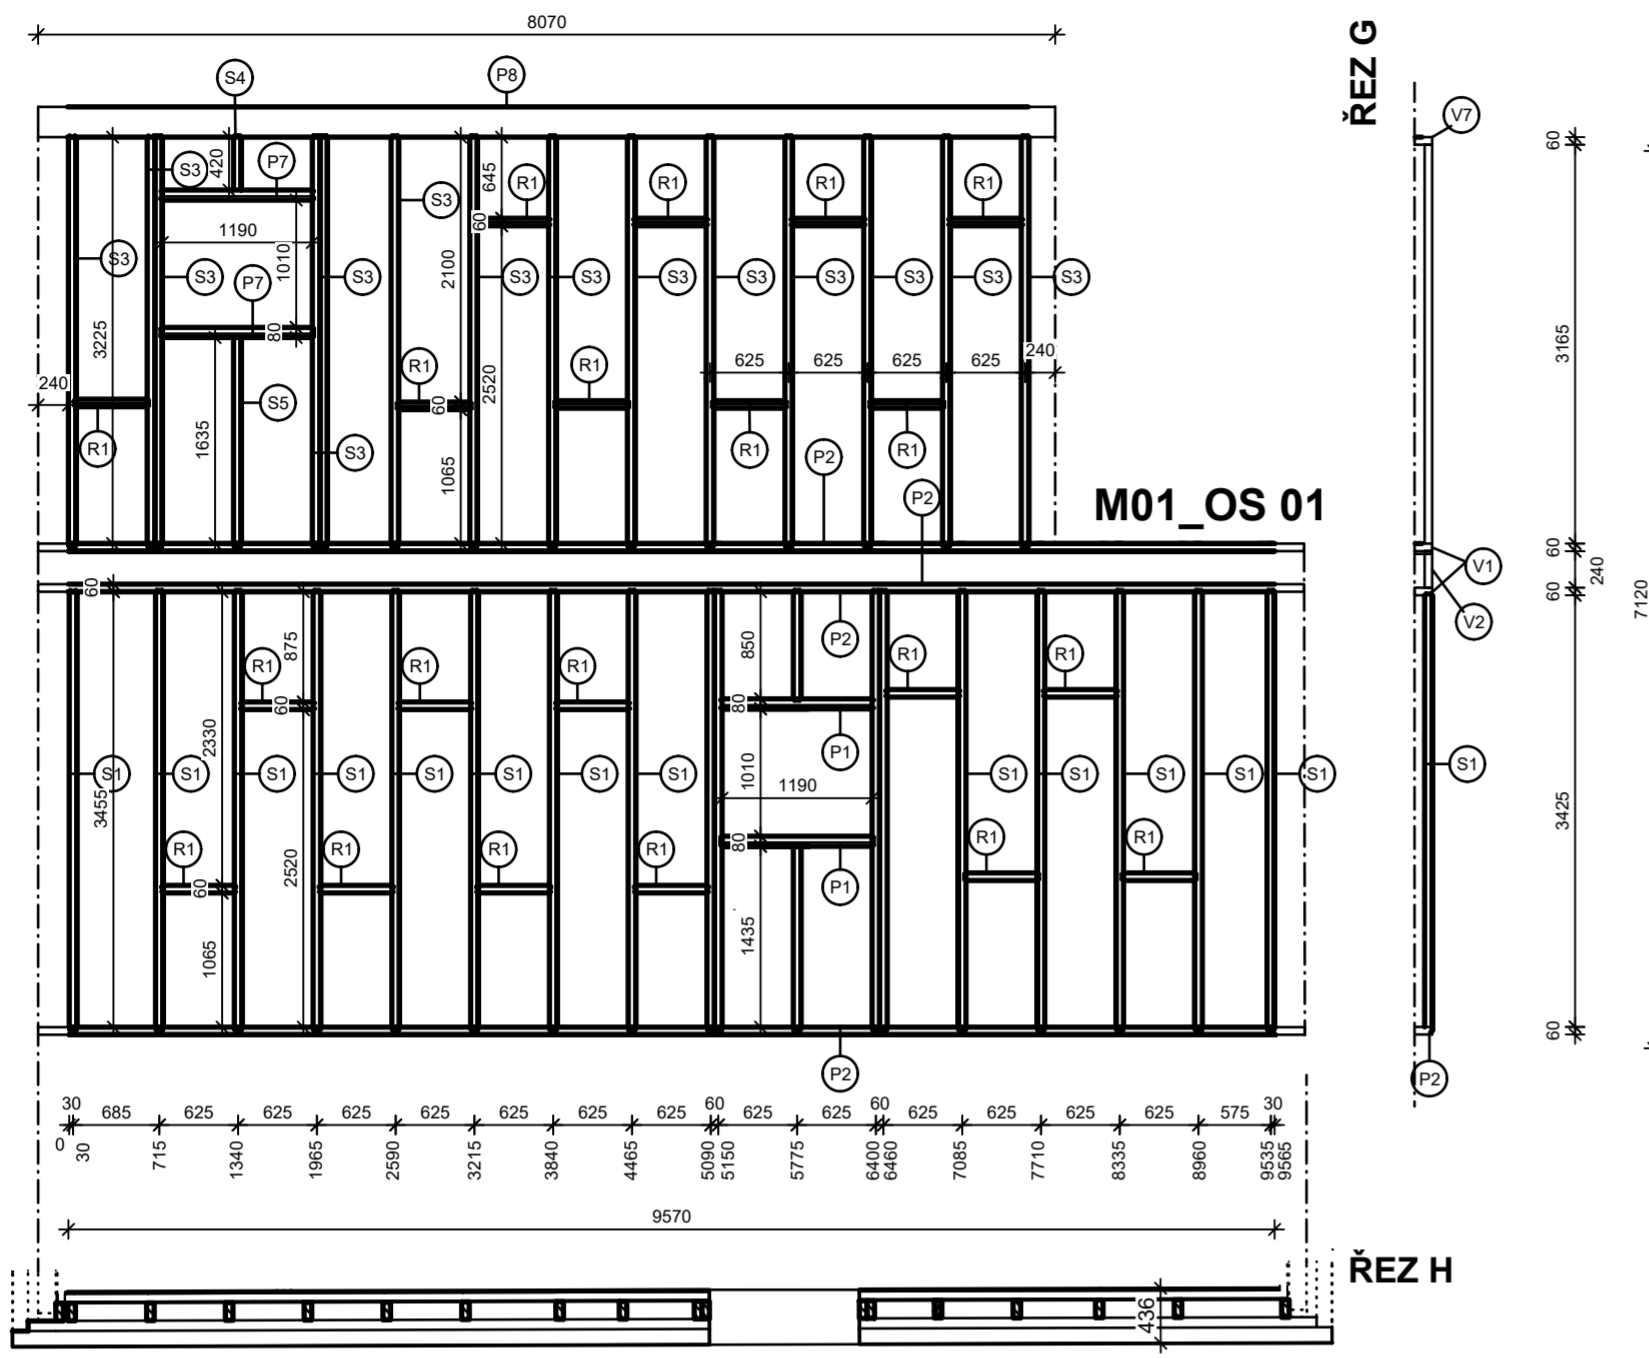 8070
ŘEZ G
S4
P8
V7
60
S3
420
P7
645
R1
R1
R1
R1
S3
60
1190
1010
S3
2100
S3
P7
S3
S3
S3
S3
S3
S3
S3
S3
S3
3225
80
3165
R1
R1
2520
625
625
625
625
240
240
60
S5
R1
1635
S3
1065
R1
P2
R1
P2
M01_OS 01
60
240
60
V1
V2
7120
60
875
850
P2
R1
R1
R1
R1
R1
60
80
2330
P1
3455
S1
S1
S1
S1
S1
S1
S1
S1
1010
1190
S1
S1
S1
S1
S1
S1
3425
R1
R1
R1
R1
80
R1
R1
2520
60
P1
1435
1065
P2
P2
60
30
685
625
625
625
625
625
625
625
60
625
625
60
625
625
625
625
575
30
0
30
715
1340
1965
2590
3215
3840
4465
5090
5150
5775
6400
6460
7085
7710
8335
8960
9535
9565
9570
ŘEZ H
436